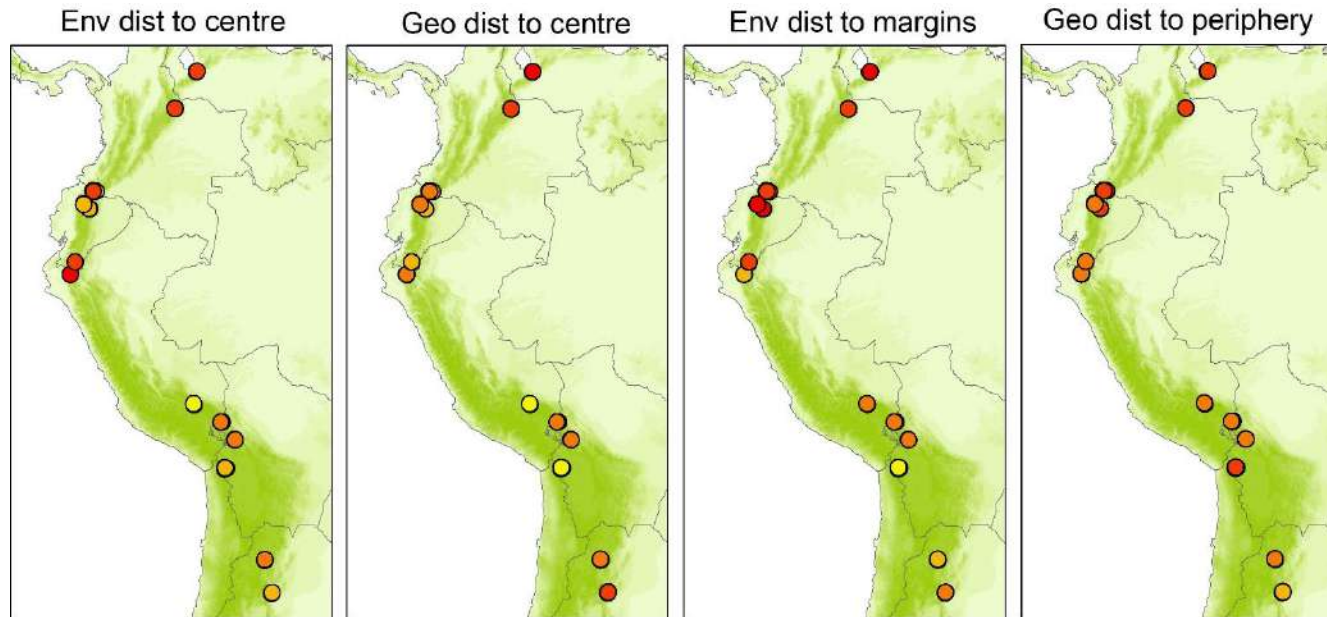 Env dist to centre
Geo dist to centre
Env dist to margins
Geo dist to periphery